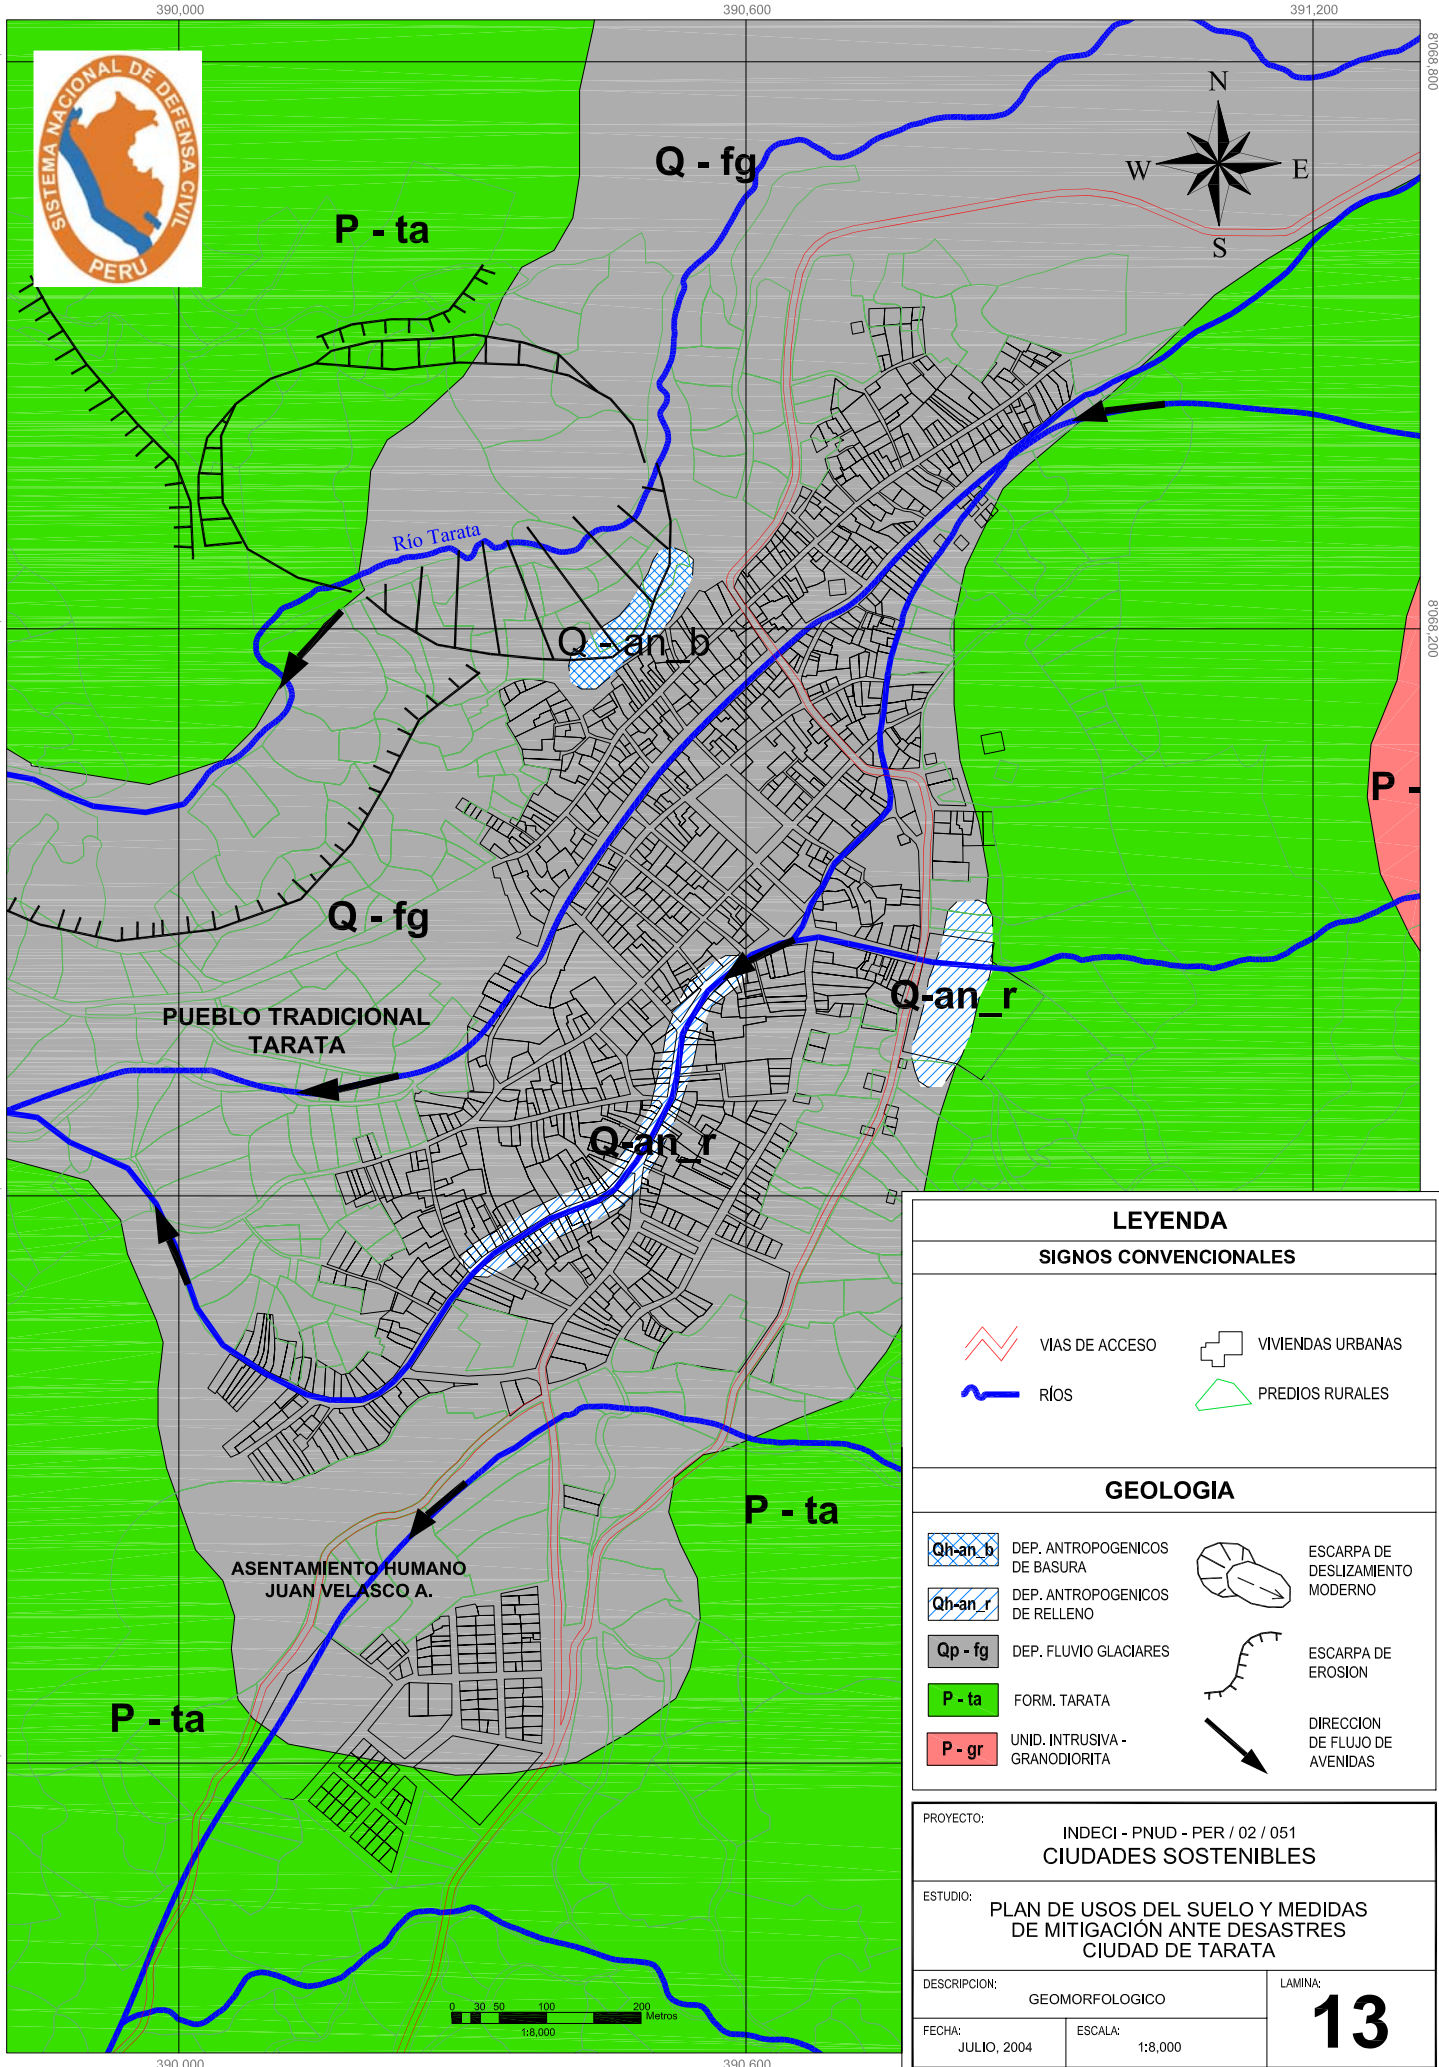 390,000
390,600
391,200
8'068,800
SISTEMA NACIONAL DE DEFENSA CIVIL
PERU
N
W
E
S
Q - fg
P - ta
Río Tarata
8'068,200
Q - an_b
P -
Q - fg
Q-an_r
PUEBLO TRADICIONAL
TARATA
Q-an_r
P - ta
ASENTAMIENTO HUMANO
JUAN VELASCO A.
P - ta
0 30 50 100 200
Metros
1:8,000
390,000
390,600
LEYENDA
SIGNOS CONVENCIONALES
VIAS DE ACCESO
VIVIENDAS URBANAS
RÍOS
PREDIOS RURALES
GEOLOGIA
Qh-an_b
DEP. ANTROPOGENICOS
DE BASURA
Qh-an_r
DEP. ANTROPOGENICOS
DE RELLENO
Qp - fg
DEP. FLUVIO GLACIARES
P - ta
FORM. TARATA
P - gr
UNID. INTRUSIVA -
GRANODIORITA
ESCARPA DE
DESLIZAMIENTO
MODERNO
ESCARPA DE
EROSION
DIRECCION
DE FLUJO DE
AVENIDAS
PROYECTO:
INDECI - PNUD - PER / 02 / 051
CIUDADES SOSTENIBLES
ESTUDIO:
PLAN DE USOS DEL SUELO Y MEDIDAS
DE MITIGACIÓN ANTE DESASTRES
CIUDAD DE TARATA
DESCRIPCION:
GEOMORFOLOGICO
LAMINA:
13
FECHA:
JULIO, 2004
ESCALA:
1:8,000